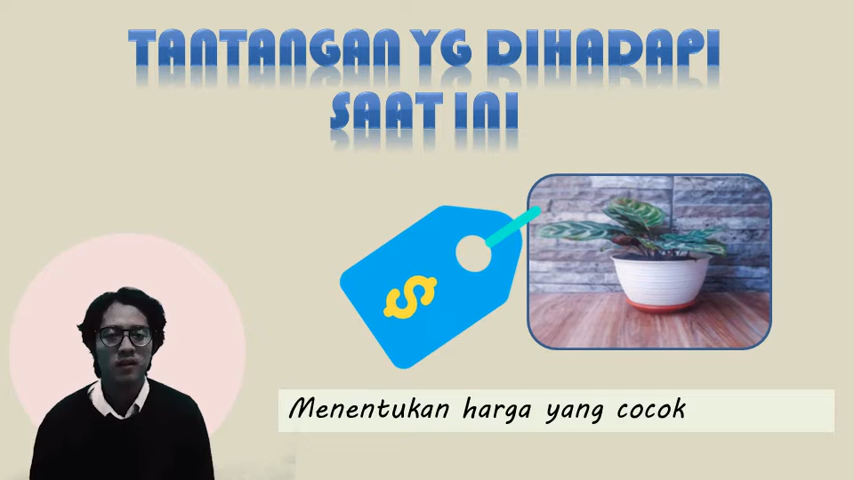 TANTANGAN YG DIHADAPI
SAAT INI
$
Menentukan harga yang cocok